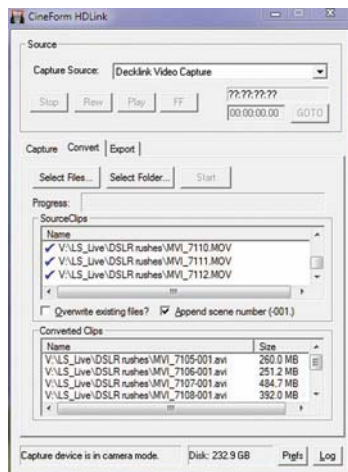 CineForm HDLink
Source
Capture Source: Decklink Video Capture
??:??:??:??
Stop Rew Play FF 00:00:00.00 GOTO
Capture Convert Export
Select Files... Select Folder... Start
Progress:
SourceClips
Name
V:\LS_Live\DSLR rushes\MVI_7110.MOV
V:\LS_Live\DSLR rushes\MVI_7111.MOV
V:\LS_Live\DSLR rushes\MVI_7112.MOV
Overwrite existing files? Append scene number (-001.)
Converted Clips
Name Size
V:\LS_Live\DSLR rushes\MVI_7105-001.avi 260.0 MB
V:\LS_Live\DSLR rushes\MVI_7106-001.avi 251.2 MB
V:\LS_Live\DSLR rushes\MVI_7107-001.avi 484.7 MB
V:\LS_Live\DSLR rushes\MVI_7108-001.avi 392.0 MB
Capture device is in camera mode. Disk: 232.9 GB Prefs Log